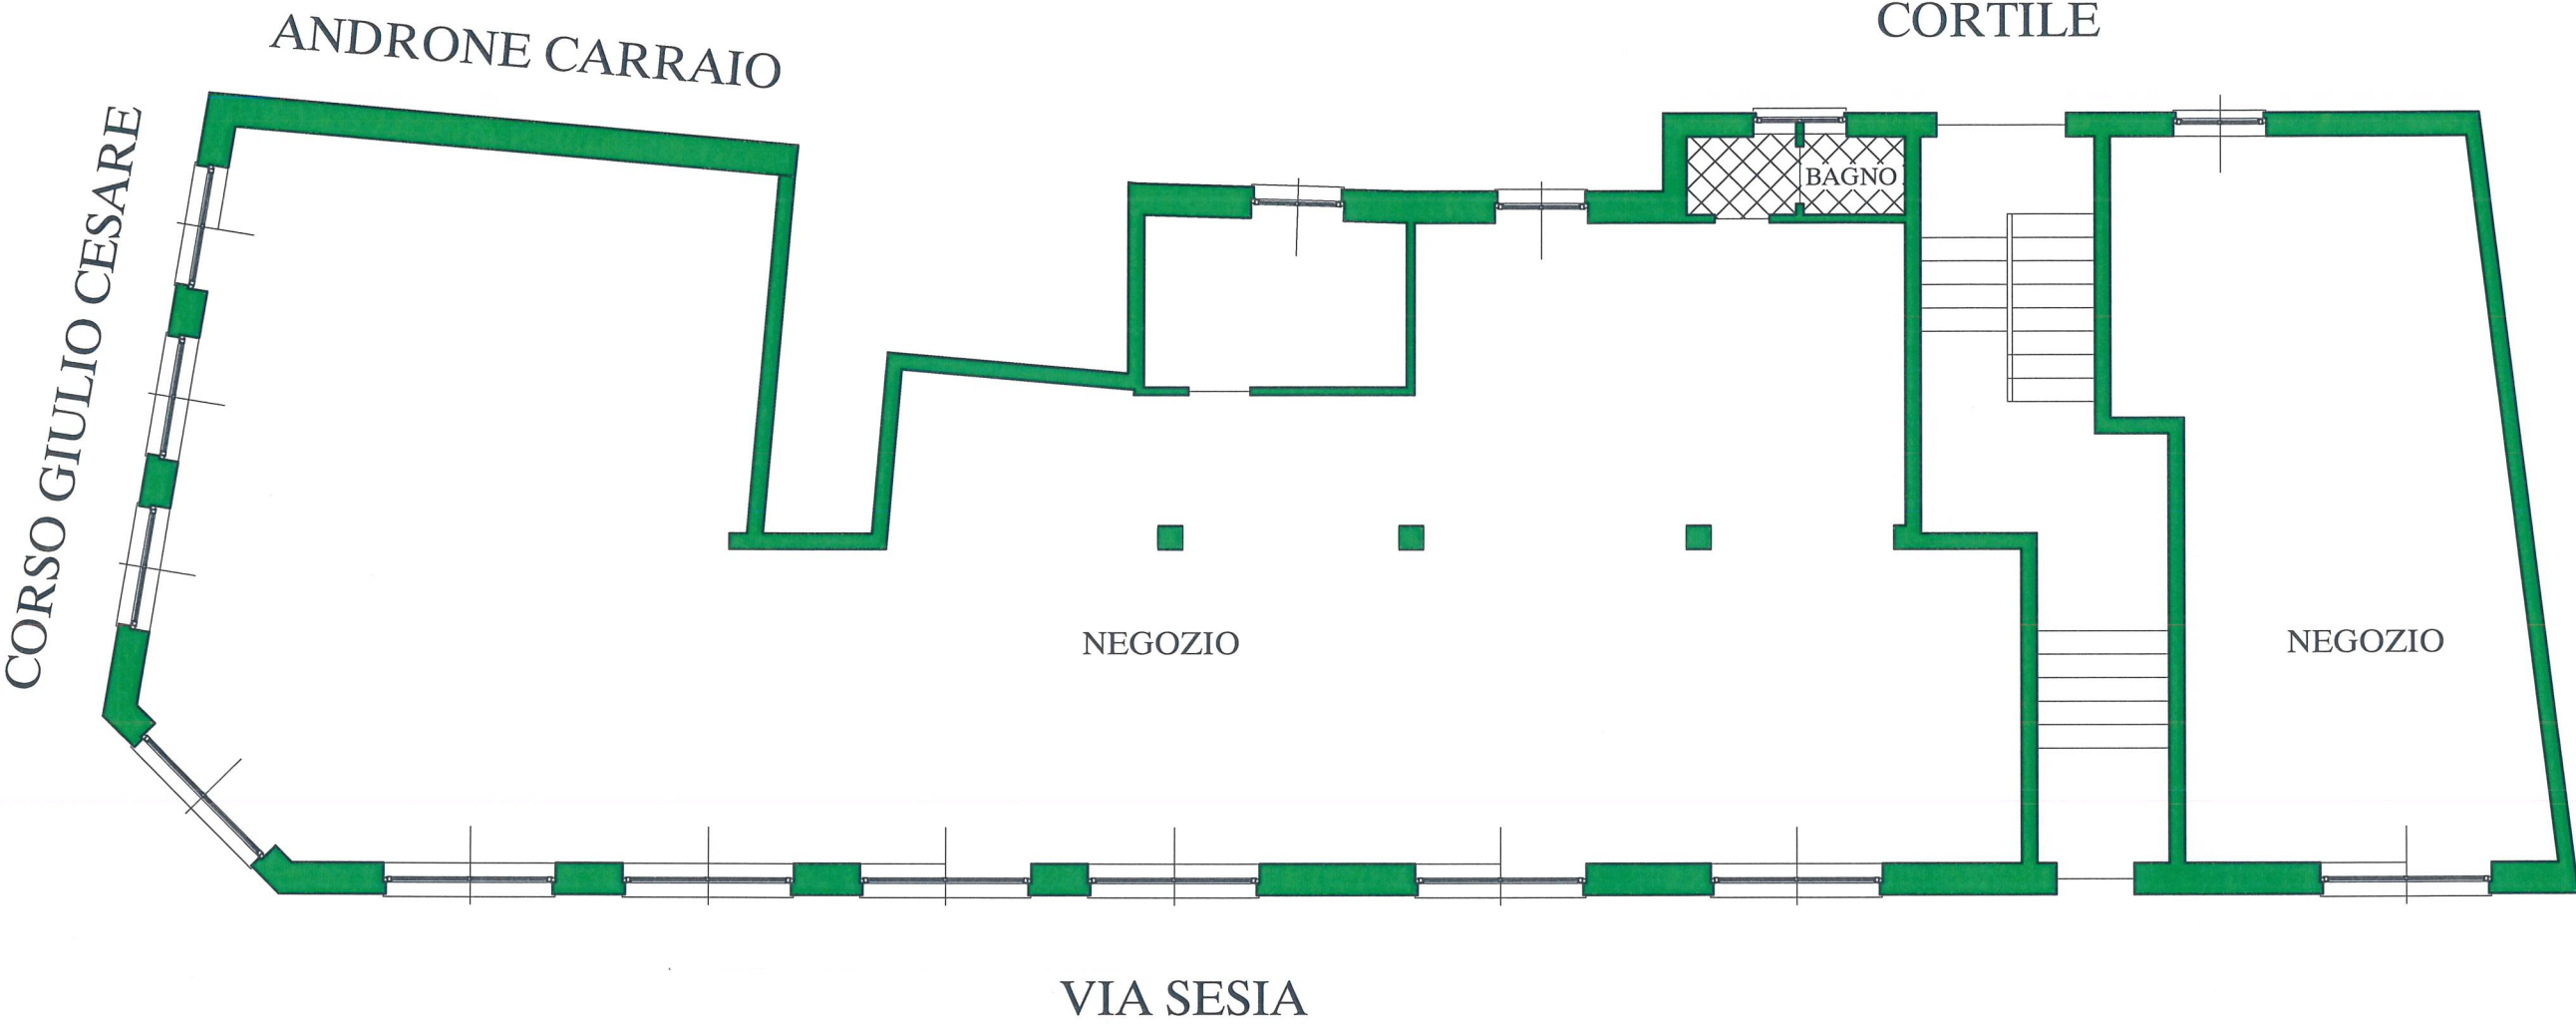 ANDRONE CARRAIO
CORTILE
CORSO GIULIO CESARE
BAGNO
NEGOZIO
NEGOZIO
VIA SESIA